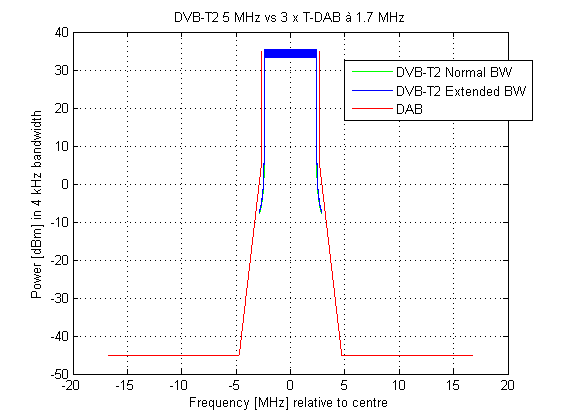 DVB-T2 5 MHz vs 3 x T-DAB à 1.7 MHz
40
30
20
10
0
-10
-20
-30
-40
-50
Power [dBm] in 4 kHz bandwidth
DVB-T2 Normal BW
DVB-T2 Extended BW
DAB
-20 -15 -10 -5 0 5 10 15 20
Frequency [MHz] relative to centre